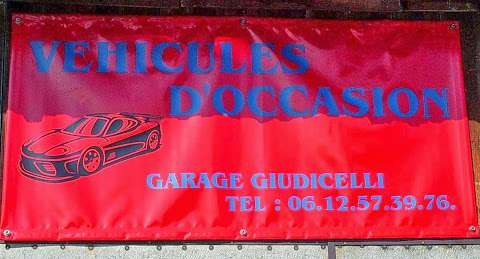 VEHICULES
D'OCCASION
GARAGE GIUDICELLI
TEL : 06.12.57.39.76.